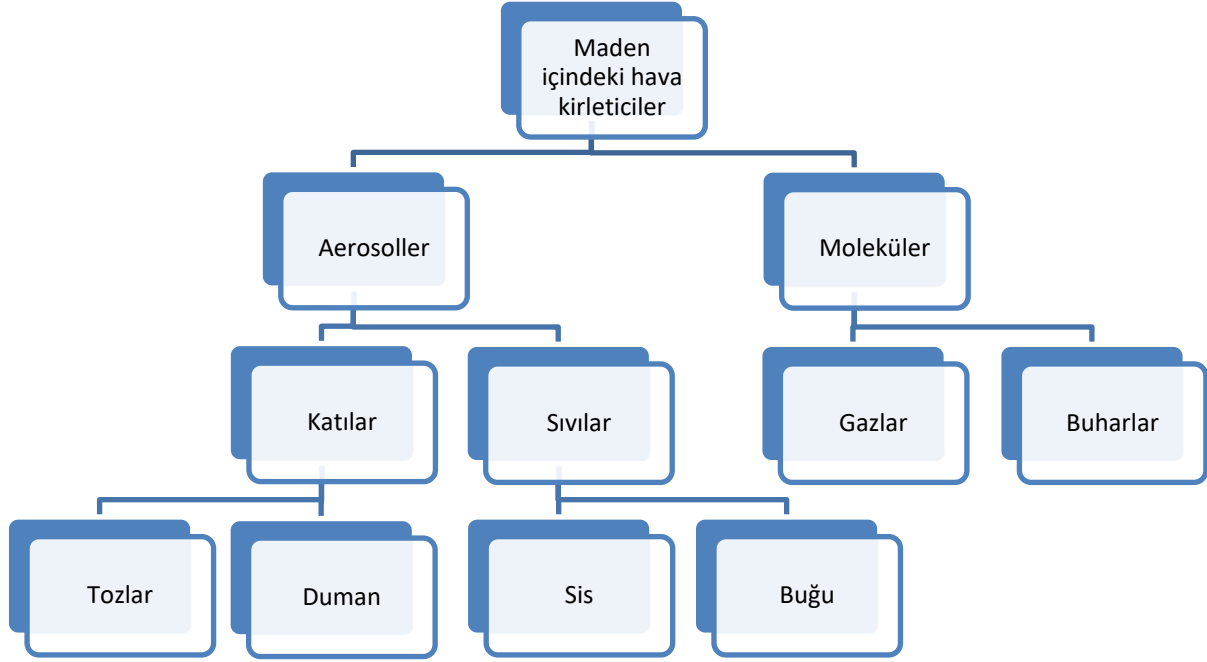 Maden
içindeki hava
kirleticiler
Aerosoller
Moleküler
Katılar
Sıvılar
Gazlar
Buharlar
Tozlar
Duman
Sis
Buğu